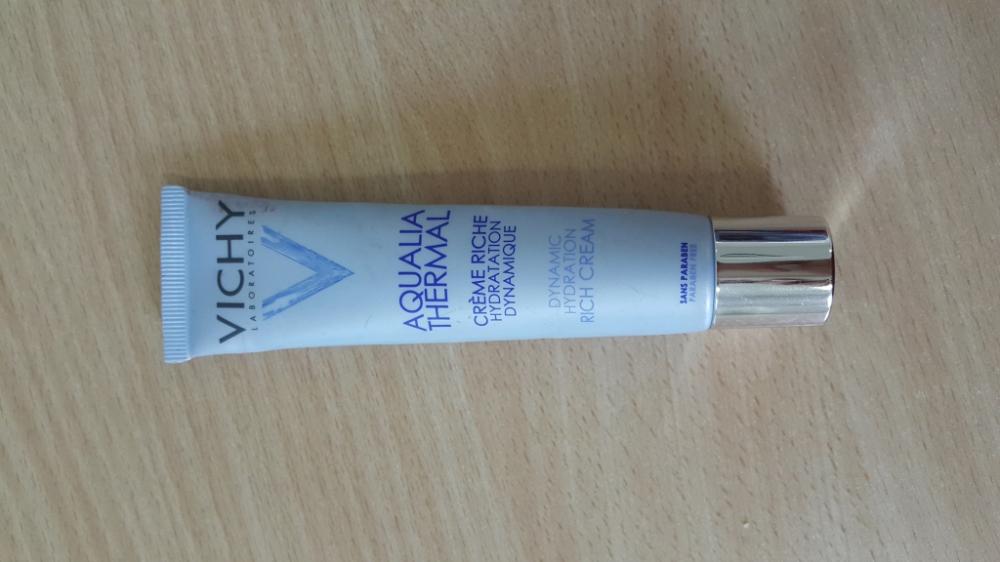 VICHY
LABORATOIRES
AQUALIA
THERMAL
CRÈME RICHE
HYDRATATION
DYNAMIQUE
DYNAMIC
HYDRATION
RICH CREAM
SANS PARABEN
PARABEN FREE